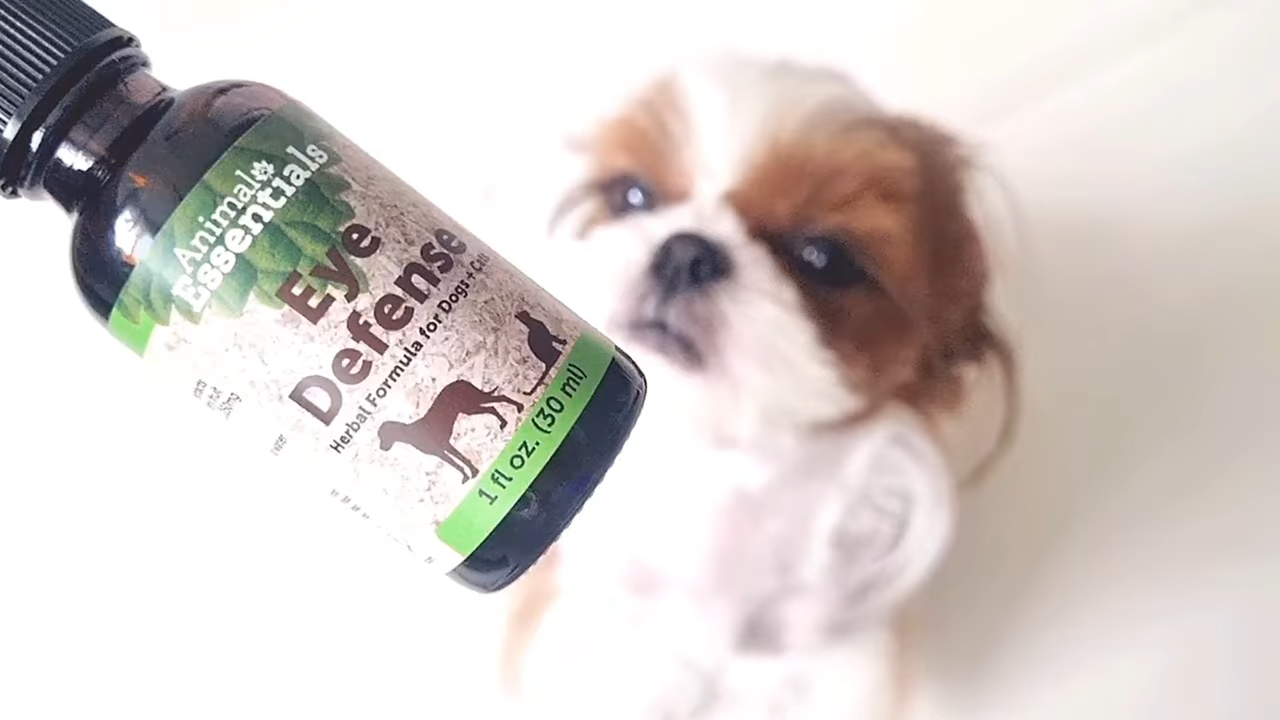 Animal
Essentials
Eye
Defense
Herbal Formula for Dogs + Cats
1 fl oz. (30 ml)